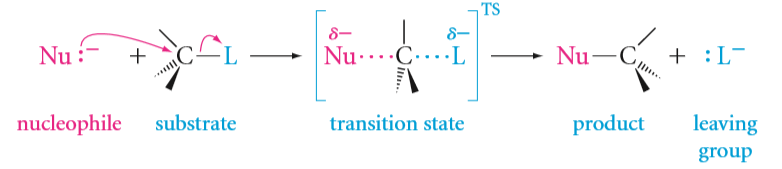 TS
δ− δ−
Nu:− + C—L ⟶ Nu····C····L ⟶ Nu—C + :L−
nucleophile substrate transition state product leaving
group